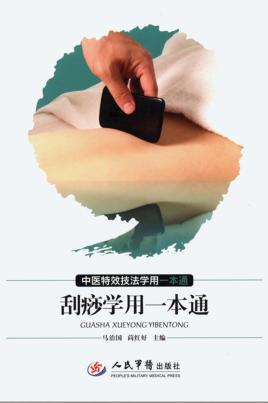 中医特效技法学用一本通
刮痧学用一本通
GUASHA XUEYONG YIBENTONG
马治国 苘红好 主编
人民军医出版社
PEOPLE'S MILITARY MEDICAL PRESS